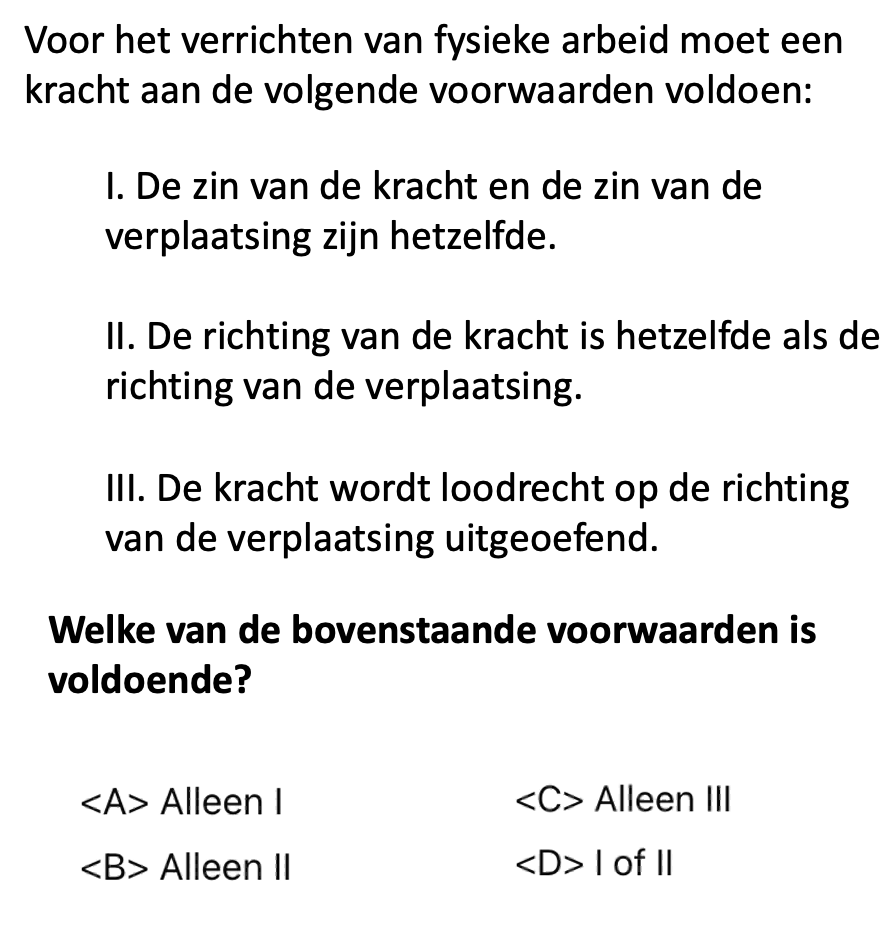 Voor het verrichten van fysieke arbeid moet een
kracht aan de volgende voorwaarden voldoen:
I. De zin van de kracht en de zin van de
verplaatsing zijn hetzelfde.
II. De richting van de kracht is hetzelfde als de
richting van de verplaatsing.
III. De kracht wordt loodrecht op de richting
van de verplaatsing uitgeoefend.
Welke van de bovenstaande voorwaarden is
voldoende?
<A> Alleen I
<B> Alleen II
<C> Alleen III
<D> I of II